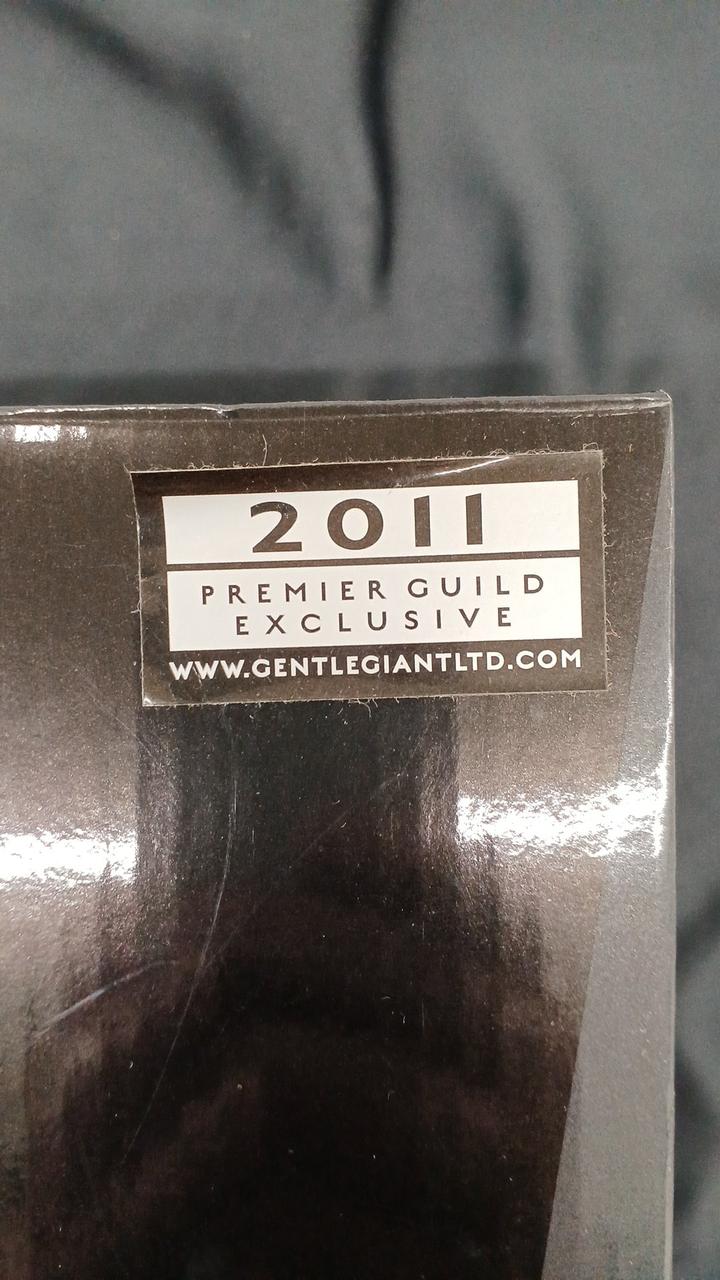 2011
PREMIER GUILD
EXCLUSIVE
WWW.GENTLEGIANTLTD.COM